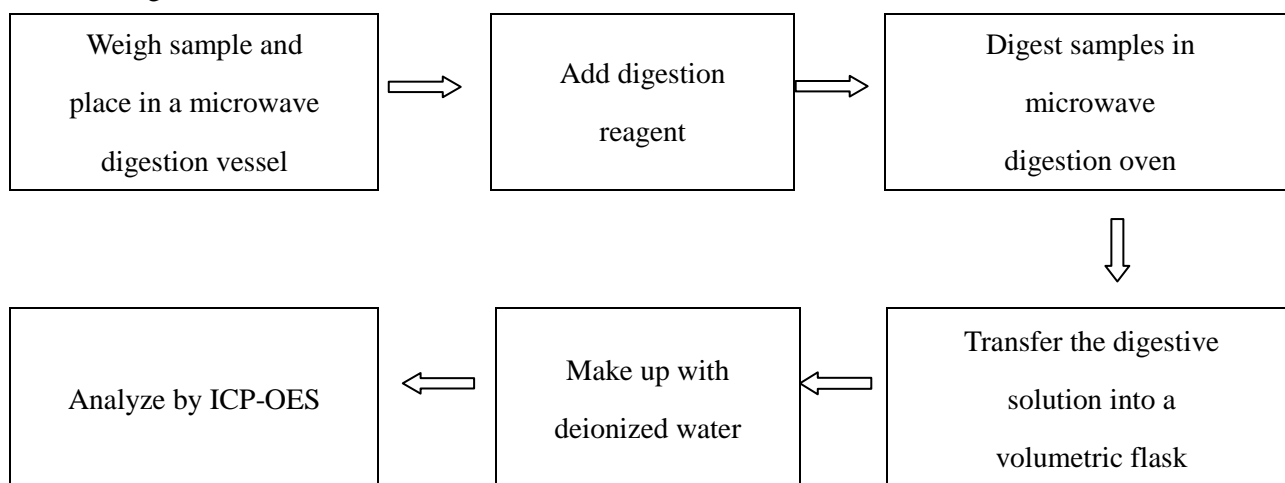 Weigh sample and
place in a microwave
digestion vessel
Add digestion
reagent
Digest samples in
microwave
digestion oven
Transfer the digestive
solution into a
volumetric flask
Make up with
deionized water
Analyze by ICP-OES